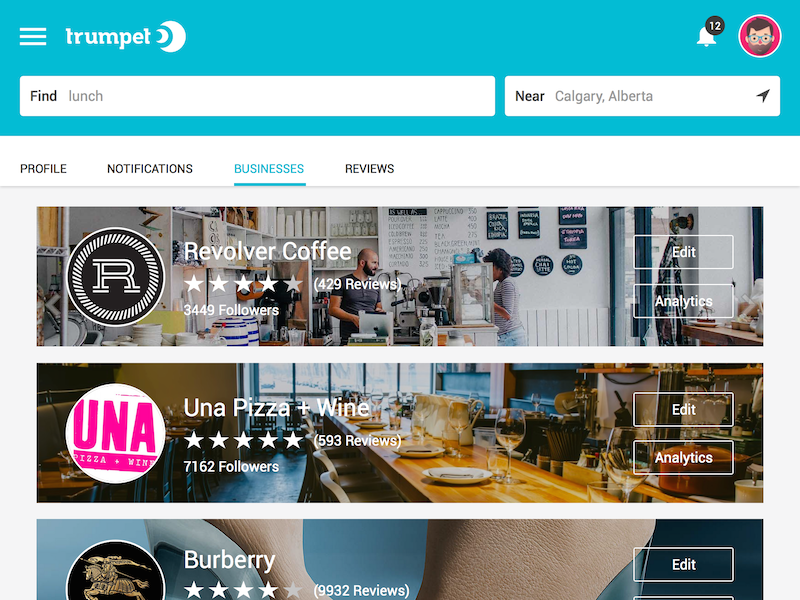 trumpet
12
Find lunch
Near Calgary, Alberta
PROFILE NOTIFICATIONS BUSINESSES REVIEWS
R
Revolver Coffee
(429 Reviews)
3449 Followers
Edit
Analytics
UNA
PIZZA + WINE
Una Pizza + Wine
(593 Reviews)
7162 Followers
Edit
Analytics
Burberry
(9932 Reviews)
Edit